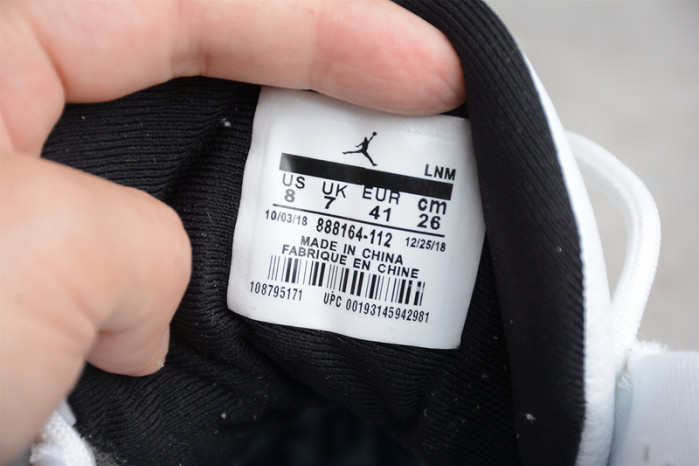 LNM
US UK EUR cm
8 7 41 26
10/03/18 888164-112 12/25/18
MADE IN CHINA
FABRIQUE EN CHINE
108795171 UPC 00193145942981